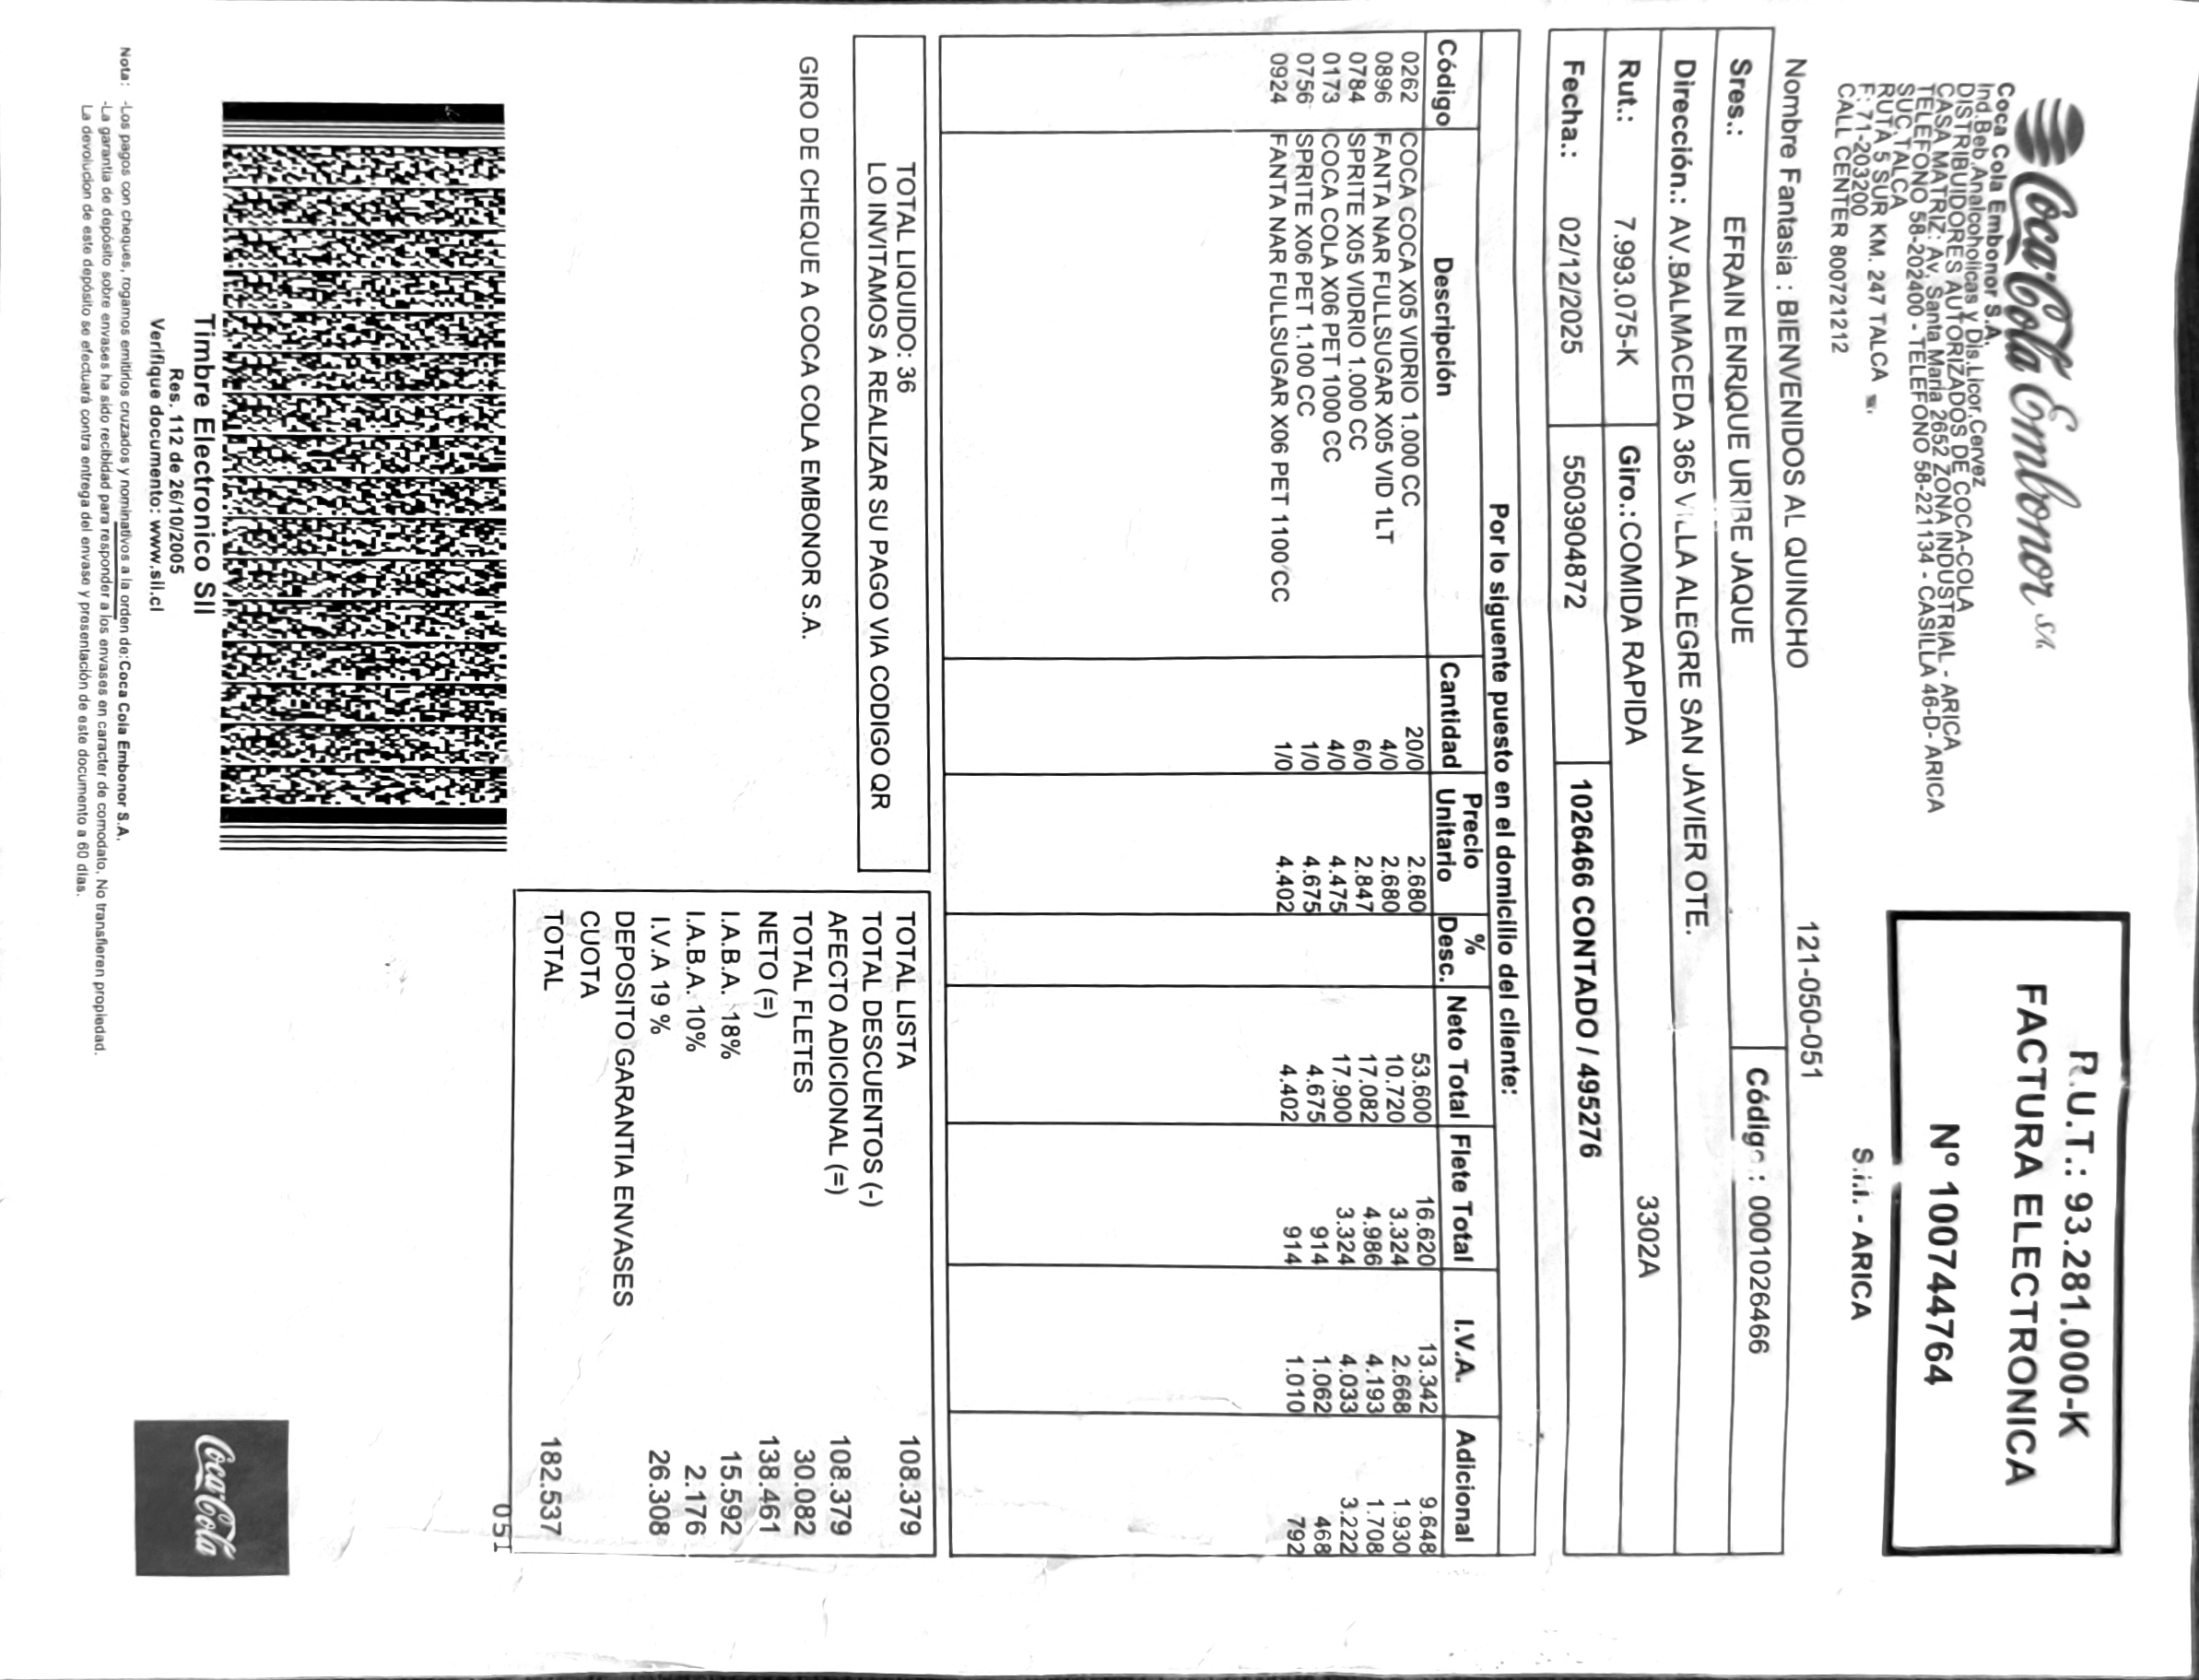 Coca-Cola Embonor S.A.
Coca Cola Embonor S.A.
Ind.Beb.Analcoholicas y Dis.Licor.Cervez
DISTRIBUIDORES AUTORIZADOS DE COCA-COLA
CASA MATRIZ: Av. Santa Maria 2652 ZONA INDUSTRIAL - ARICA
TELEFONO 58-202400 - TELEFONO 58-221134 - CASILLA 46-D- ARICA
SUC.TALCA
RUTA 5 SUR KM. 247 TALCA
F: 71-203200
CALL CENTER 800721212
R.U.T.: 93.281.000-K
FACTURA ELECTRONICA
Nº 100744764
S.i.i. - ARICA
Nombre Fantasia : BIENVENIDOS AL QUINCHO 121-050-051
Sres.: EFRAIN ENRIQUE URIBE JAQUE Código : 0001026466
Dirección.: AV.BALMACEDA 365 VILLA ALEGRE SAN JAVIER OTE.
Rut.: 7.993.075-K Giro.: COMIDA RAPIDA 3302A
Fecha.: 02/12/2025 5503904872 1026466 CONTADO / 495276
Por lo siguente puesto en el domicilio del cliente:
Código Descripción Cantidad Precio Unitario % Desc. Neto Total Flete Total I.V.A. Adicional
0262 COCA COCA X05 VIDRIO 1.000 CC 20/0 2.680 53.600 16.620 13.342 9.648
0896 FANTA NAR FULLSUGAR X05 VID 1LT 4/0 2.680 10.720 3.324 2.668 1.930
0784 SPRITE X05 VIDRIO 1.000 CC 6/0 2.847 17.082 4.986 4.193 1.708
0173 COCA COLA X06 PET 1000 CC 4/0 4.475 17.900 3.324 4.033 3.222
0756 SPRITE X06 PET 1.100 CC 1/0 4.675 4.675 914 1.062 468
0924 FANTA NAR FULLSUGAR X06 PET 1100 CC 1/0 4.402 4.402 914 1.010 792
TOTAL LIQUIDO: 36
LO INVITAMOS A REALIZAR SU PAGO VIA CODIGO QR
GIRO DE CHEQUE A COCA COLA EMBONOR S.A.
TOTAL LISTA 108.379
TOTAL DESCUENTOS (-)
AFECTO ADICIONAL (=) 108.379
TOTAL FLETES 30.082
NETO (=) 138.461
I.A.B.A. 18% 15.592
I.A.B.A. 10% 2.176
I.V.A 19 % 26.308
DEPOSITO GARANTIA ENVASES
CUOTA
TOTAL 182.537
051
Timbre Electronico SII
Res. 112 de 26/10/2005
Verifique documento: www.sii.cl
Coca-Cola
Nota: -Los pagos con cheques, rogamos emitirlos cruzados y nominativos a la orden de:Coca Cola Embonor S.A.
-La garantia de depósito sobre envases ha sido recibidad para responder a los envases en caracter de comodato, No transfieren propiedad.
La devolucion de este depósito se efectuará contra entrega del envase y presentación de este documento a 60 dias.